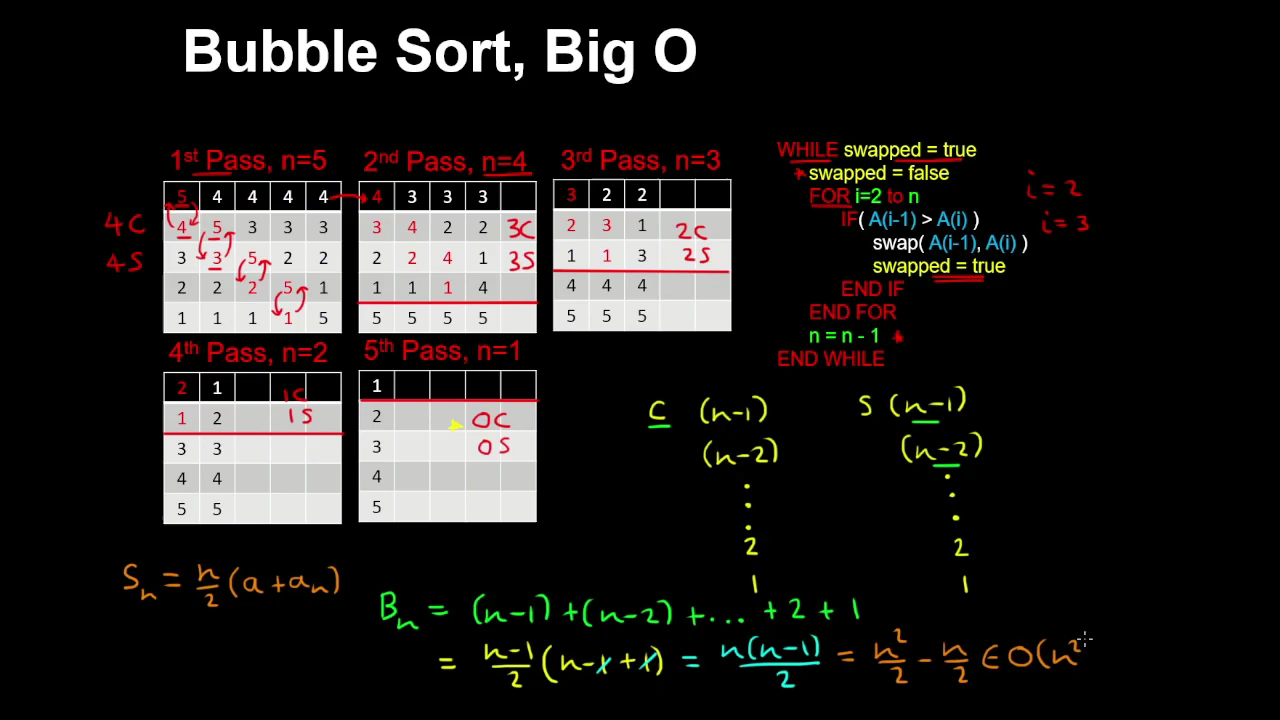 Bubble Sort, Big O
1st Pass, n=5
5 4 4 4 4
4 5 3 3 3
3 3 5 2 2
2 2 2 5 1
1 1 1 1 5
4C
4S
2nd Pass, n=4
4 3 3 3
3 4 2 2 3C
2 2 4 1 3S
1 1 1 4
5 5 5 5
3rd Pass, n=3
3 2 2
2 3 1 2C
1 1 3 2S
4 4 4
5 5 5
WHILE swapped = true
swapped = false
FOR i=2 to n
IF( A(i-1) > A(i) )
swap( A(i-1), A(i) )
swapped = true
END IF
END FOR
n = n - 1
END WHILE
i = 2
i = 3
4th Pass, n=2
2 1 1C
1 2 1S
3 3
4 4
5 5
5th Pass, n=1
1
2 0C
3 0S
4
5
C (n-1)
(n-2)
.
.
.
2
1
S (n-1)
(n-2)
.
.
.
2
1
Sn = n/2 (a + an)
Bn = (n-1) + (n-2) + ... + 2 + 1
= n-1/2 (n-1+1) = n(n-1)/2 = n²/2 - n/2 ∈ O(n²